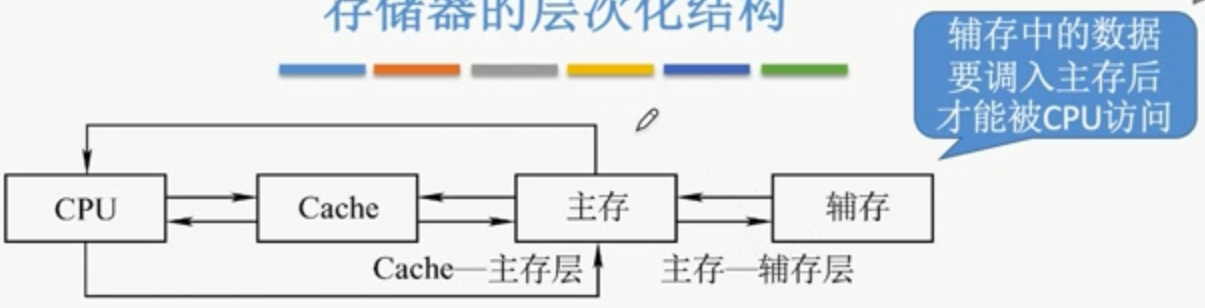 存储器的层次化结构
辅存中的数据
要调入主存后
才能被CPU访问
CPU
Cache
主存
辅存
Cache—主存层
主存—辅存层